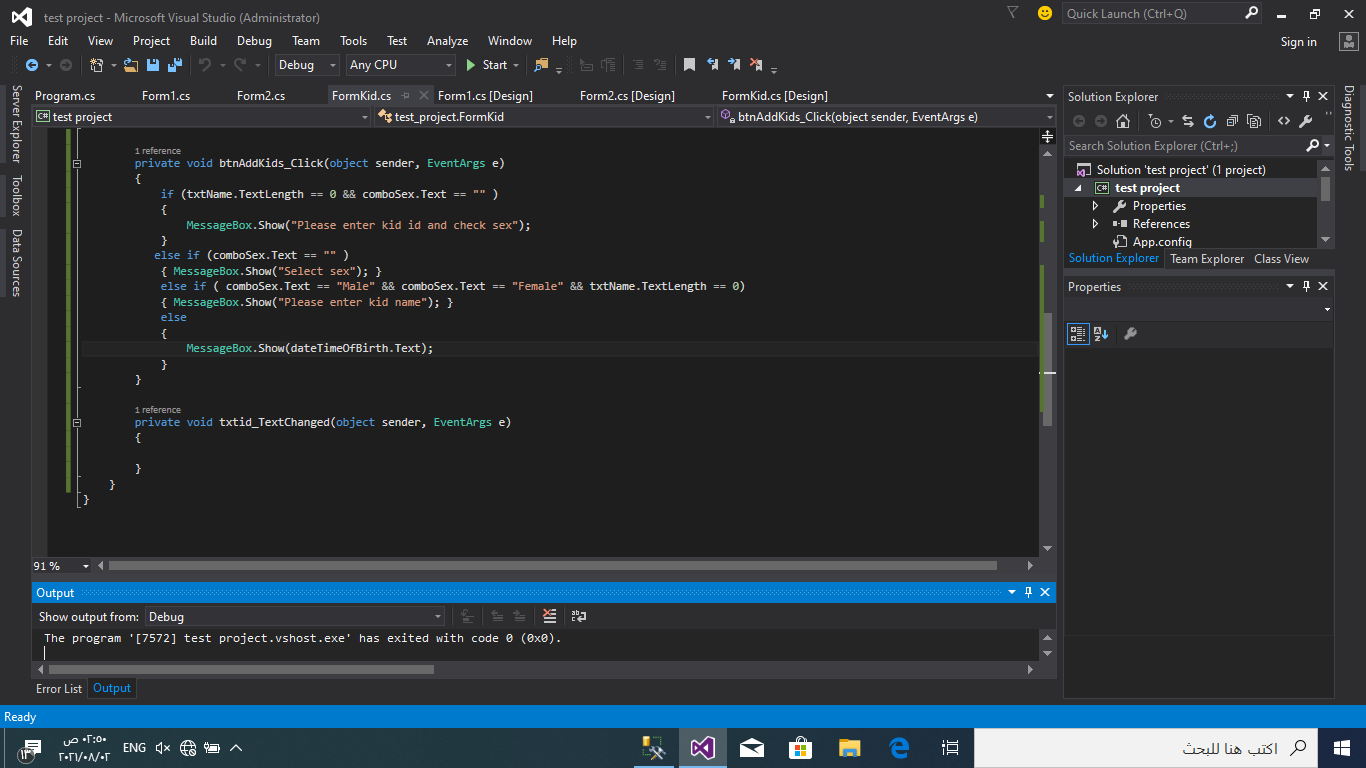 test project - Microsoft Visual Studio (Administrator)
Quick Launch (Ctrl+Q)
File Edit View Project Build Debug Team Tools Test Analyze Window Help
Sign in
Debug Any CPU Start
Server Explorer
Toolbox
Data Sources
Program.cs Form1.cs Form2.cs FormKid.cs Form1.cs [Design] Form2.cs [Design] FormKid.cs [Design]
C# test project test_project.FormKid btnAddKids_Click(object sender, EventArgs e)
1 reference
private void btnAddKids_Click(object sender, EventArgs e)
{
if (txtName.TextLength == 0 && comboSex.Text == "" )
{
MessageBox.Show("Please enter kid id and check sex");
}
else if (comboSex.Text == "" )
{ MessageBox.Show("Select sex"); }
else if ( comboSex.Text == "Male" && comboSex.Text == "Female" && txtName.TextLength == 0)
{ MessageBox.Show("Please enter kid name"); }
else
{
MessageBox.Show(dateTimeOfBirth.Text);
}
}
1 reference
private void txtid_TextChanged(object sender, EventArgs e)
{
}
}
}
91 %
Output
Show output from: Debug
The program '[7572] test project.vshost.exe' has exited with code 0 (0x0).
Error List Output
Solution Explorer
Search Solution Explorer (Ctrl+;)
Solution 'test project' (1 project)
C# test project
Properties
References
App.config
Solution Explorer Team Explorer Class View
Properties
Diagnostic Tools
Ready
١٣
٠٢:٥٠ ص
٢٠٢١/٠٨/٠٢
ENG
اكتب هنا للبحث